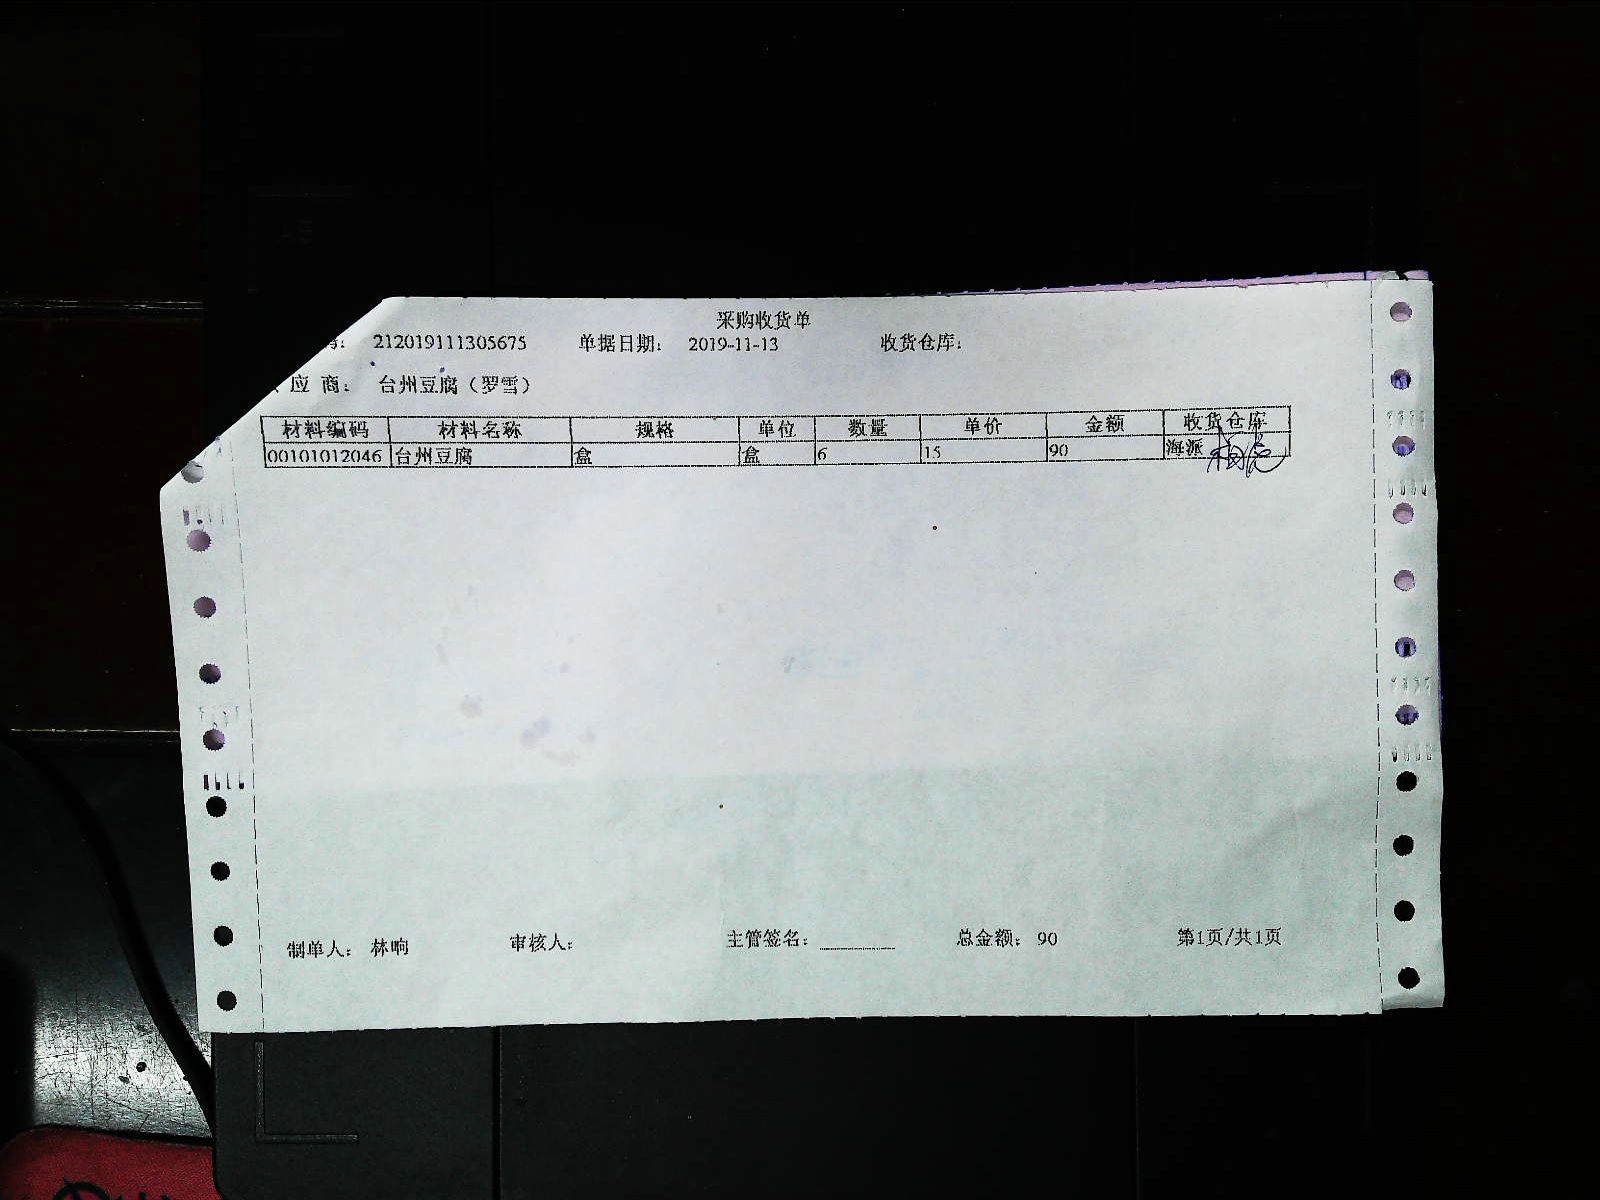 采购收货单
号： 212019111305675 单据日期： 2019-11-13 收货仓库：
应 商： 台州豆腐（罗雪）
材料编码 材料名称 规格 单位 数量 单价 金额 收货仓库
00101012046 台州豆腐 盒 盒 6 15 90 海派
制单人： 林响 审核人： 主管签名： 总金额： 90 第1页/共1页